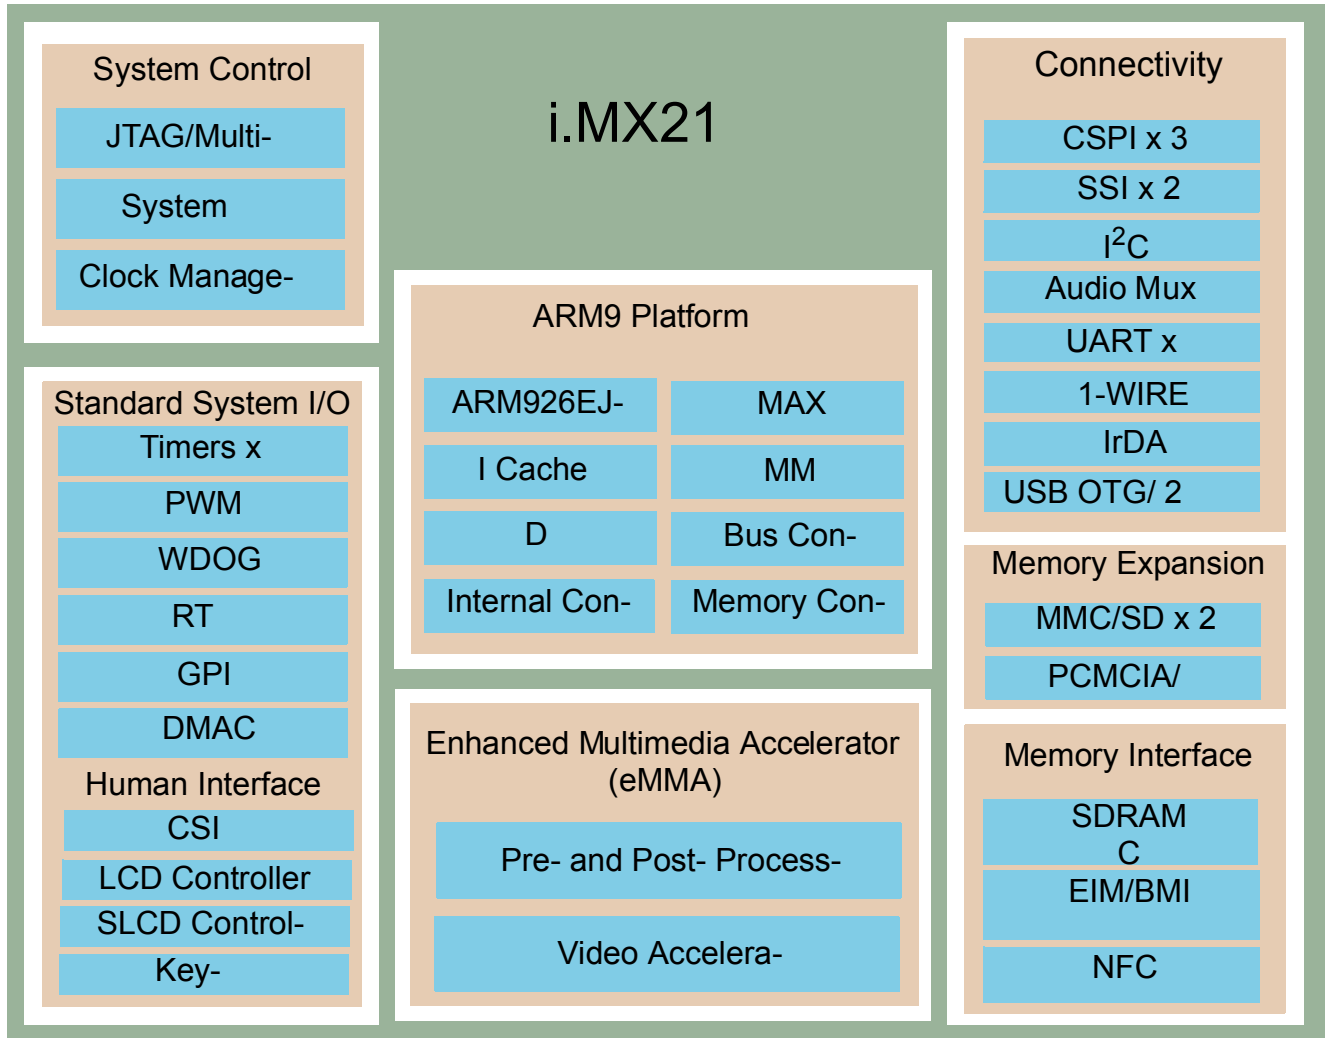 System Control
JTAG/Multi-
System
Clock Manage-
Standard System I/O
Timers x
PWM
WDOG
RT
GPI
DMAC
Human Interface
CSI
LCD Controller
SLCD Control-
Key-
i.MX21
ARM9 Platform
ARM926EJ-
MAX
I Cache
MM
D
Bus Con-
Internal Con-
Memory Con-
Enhanced Multimedia Accelerator
(eMMA)
Pre- and Post- Process-
Video Accelera-
Connectivity
CSPI x 3
SSI x 2
I²C
Audio Mux
UART x
1-WIRE
IrDA
USB OTG/ 2
Memory Expansion
MMC/SD x 2
PCMCIA/
Memory Interface
SDRAM
C
EIM/BMI
NFC